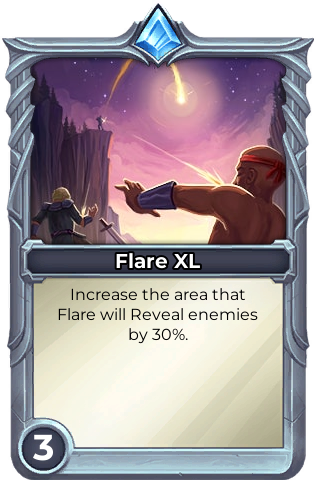 Flare XL
Increase the area that
Flare will Reveal enemies
by 30%.
3